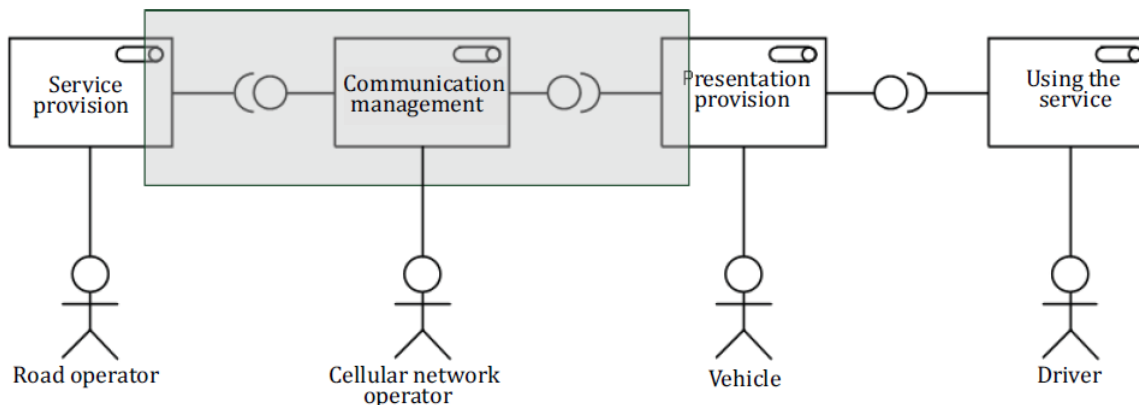 Service
provision
Communication
management
Presentation
provision
Using the
service
Road operator
Cellular network
operator
Vehicle
Driver